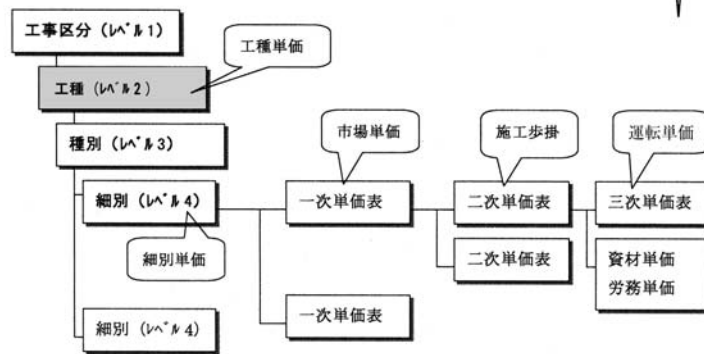 工事区分 (ﾚﾍﾞﾙ1)
工種単価
工種 (ﾚﾍﾞﾙ2)
種別 (ﾚﾍﾞﾙ3)
市場単価
施工歩掛
運転単価
細別 (ﾚﾍﾞﾙ4)
一次単価表
二次単価表
三次単価表
細別単価
二次単価表
資材単価
労務単価
細別 (ﾚﾍﾞﾙ4)
一次単価表